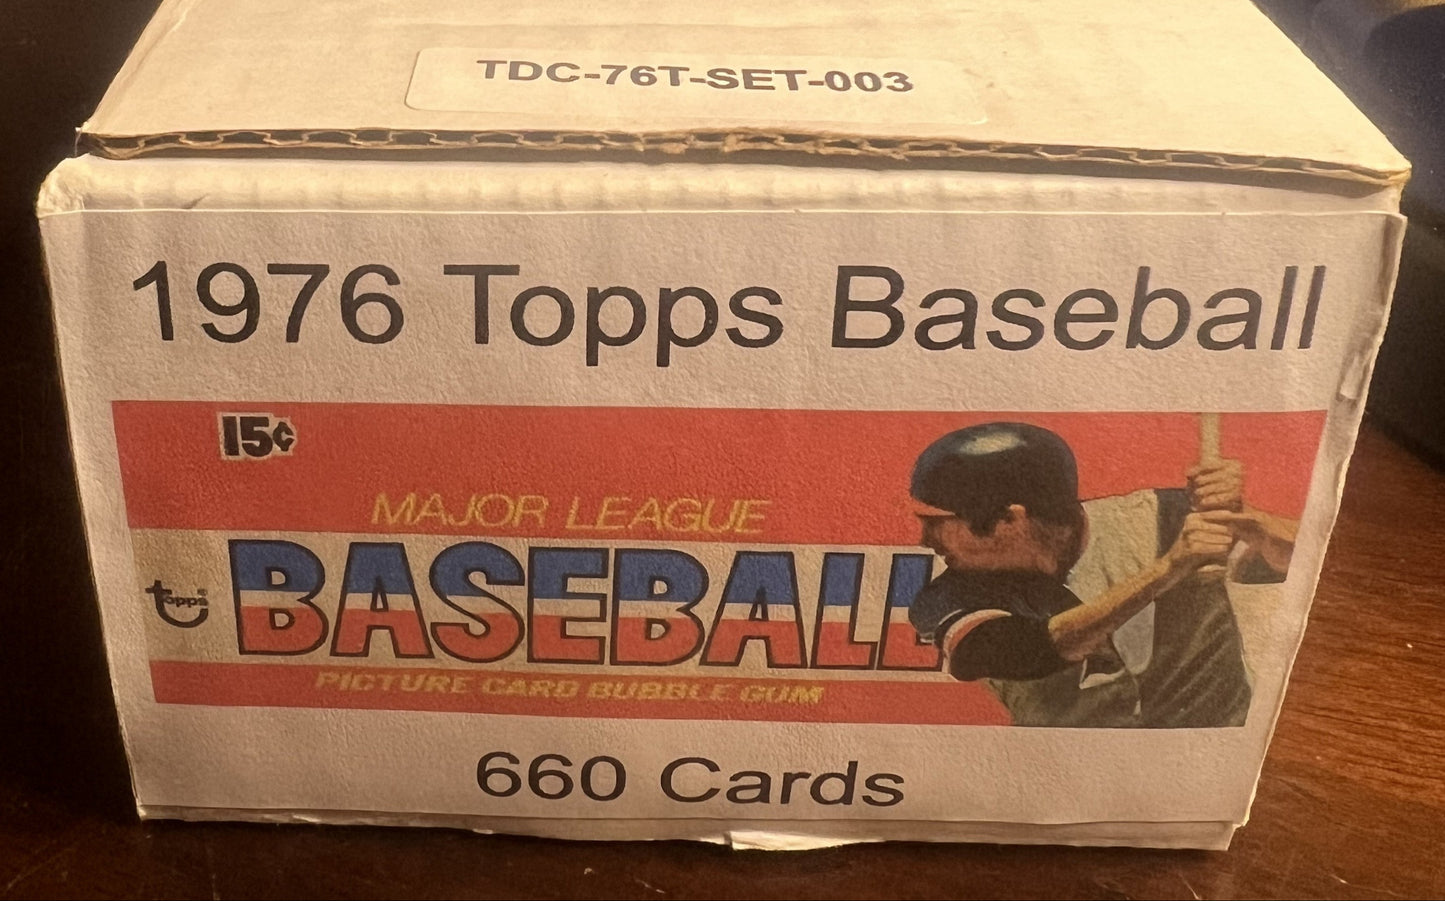 TDC-76T-SET-003
1976 Topps Baseball
15¢
MAJOR LEAGUE
topps®
BASEBALL
PICTURE CARD BUBBLE GUM
660 Cards